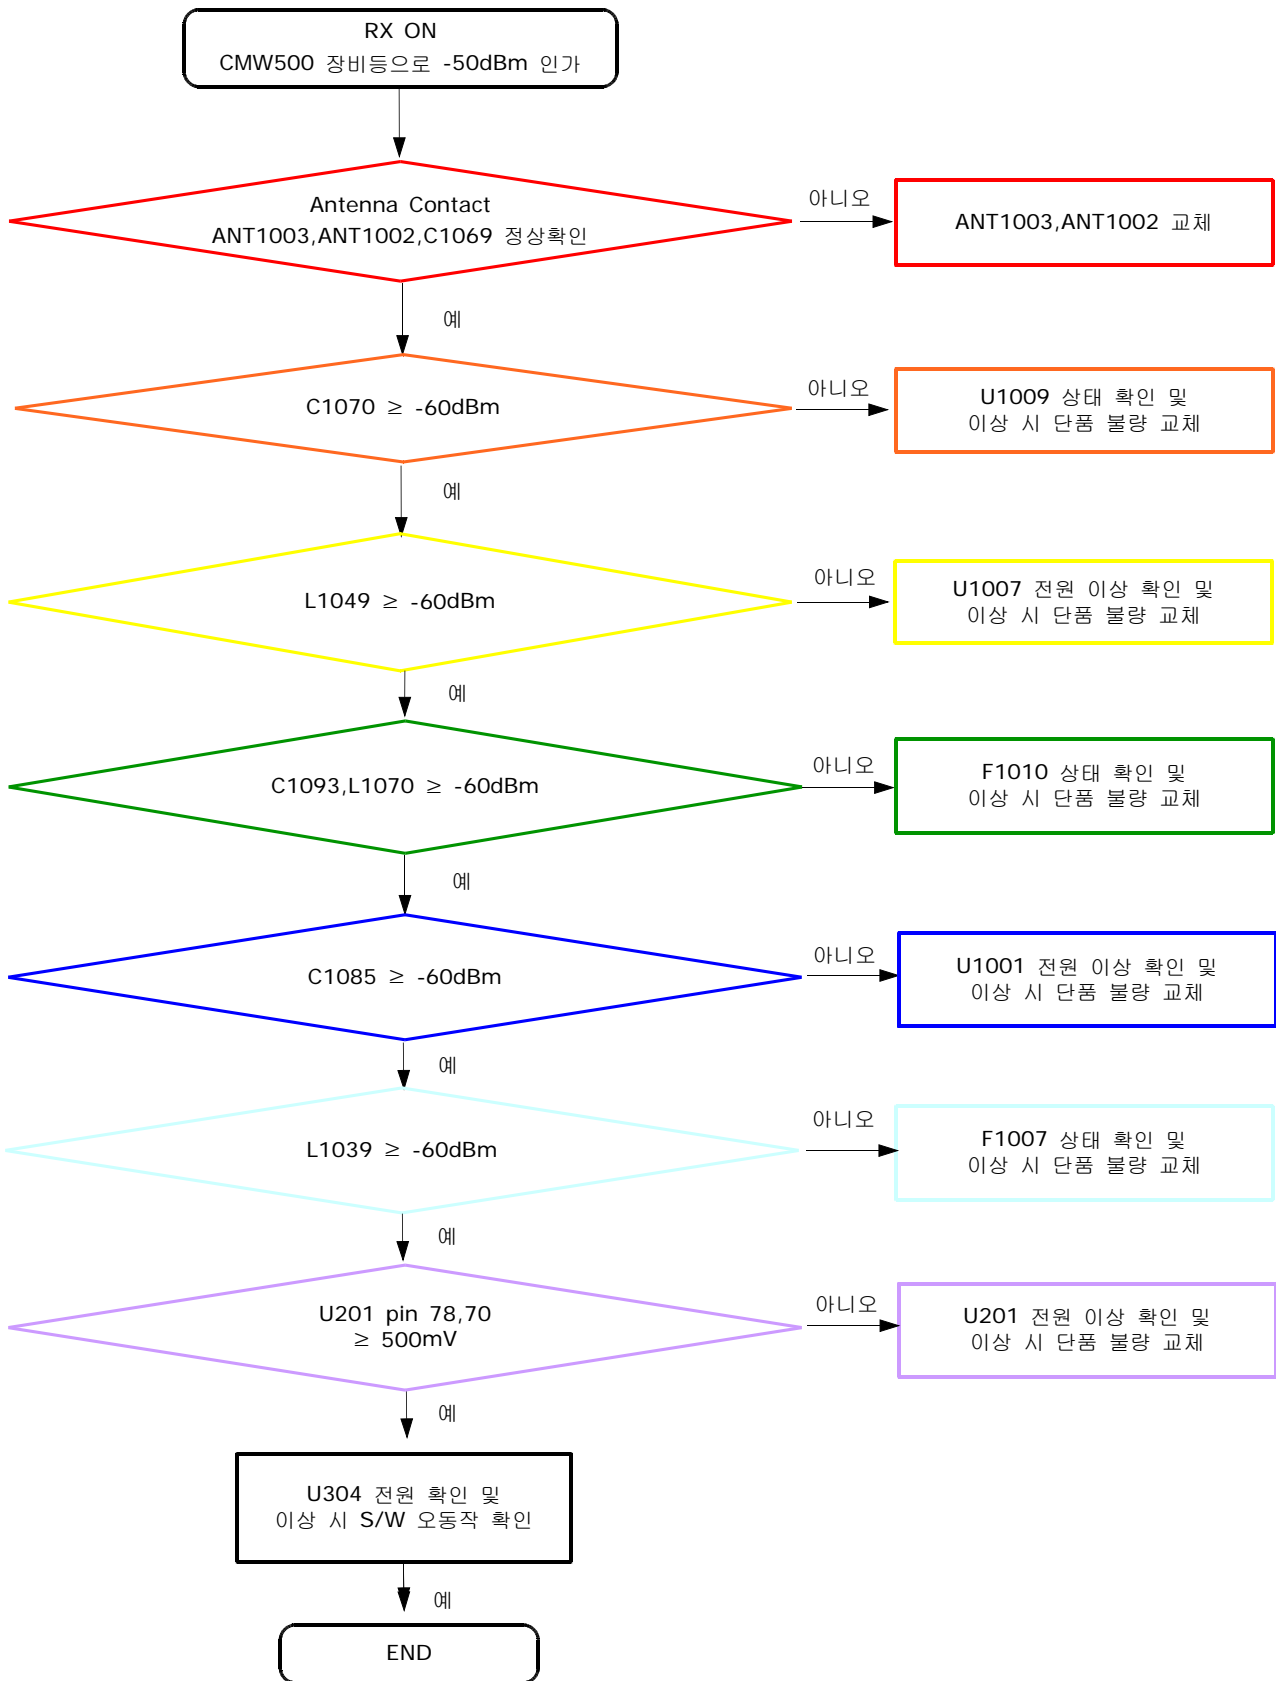 RX ON
CMW500 장비등으로 -50dBm 인가
Antenna Contact
ANT1003,ANT1002,C1069 정상확인
아니오
ANT1003,ANT1002 교체
예
C1070 ≥ -60dBm
아니오
U1009 상태 확인 및
이상 시 단품 불량 교체
예
L1049 ≥ -60dBm
아니오
U1007 전원 이상 확인 및
이상 시 단품 불량 교체
예
C1093,L1070 ≥ -60dBm
아니오
F1010 상태 확인 및
이상 시 단품 불량 교체
예
C1085 ≥ -60dBm
아니오
U1001 전원 이상 확인 및
이상 시 단품 불량 교체
예
L1039 ≥ -60dBm
아니오
F1007 상태 확인 및
이상 시 단품 불량 교체
예
U201 pin 78,70
≥ 500mV
아니오
U201 전원 이상 확인 및
이상 시 단품 불량 교체
예
U304 전원 확인 및
이상 시 S/W 오동작 확인
예
END